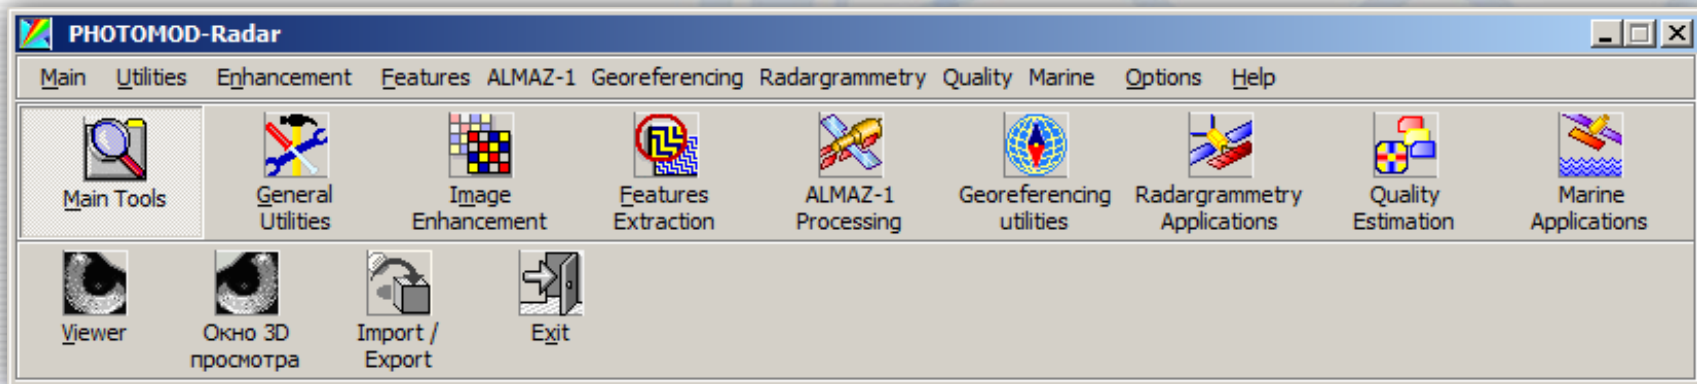 PHOTOMOD-Radar
Main Utilities Enhancement Features ALMAZ-1 Georeferencing Radargrammetry Quality Marine Options Help
Main Tools
General
Utilities
Image
Enhancement
Features
Extraction
ALMAZ-1
Processing
Georeferencing
utilities
Radargrammetry
Applications
Quality
Estimation
Marine
Applications
Viewer
Окно 3D
просмотра
Import /
Export
Exit